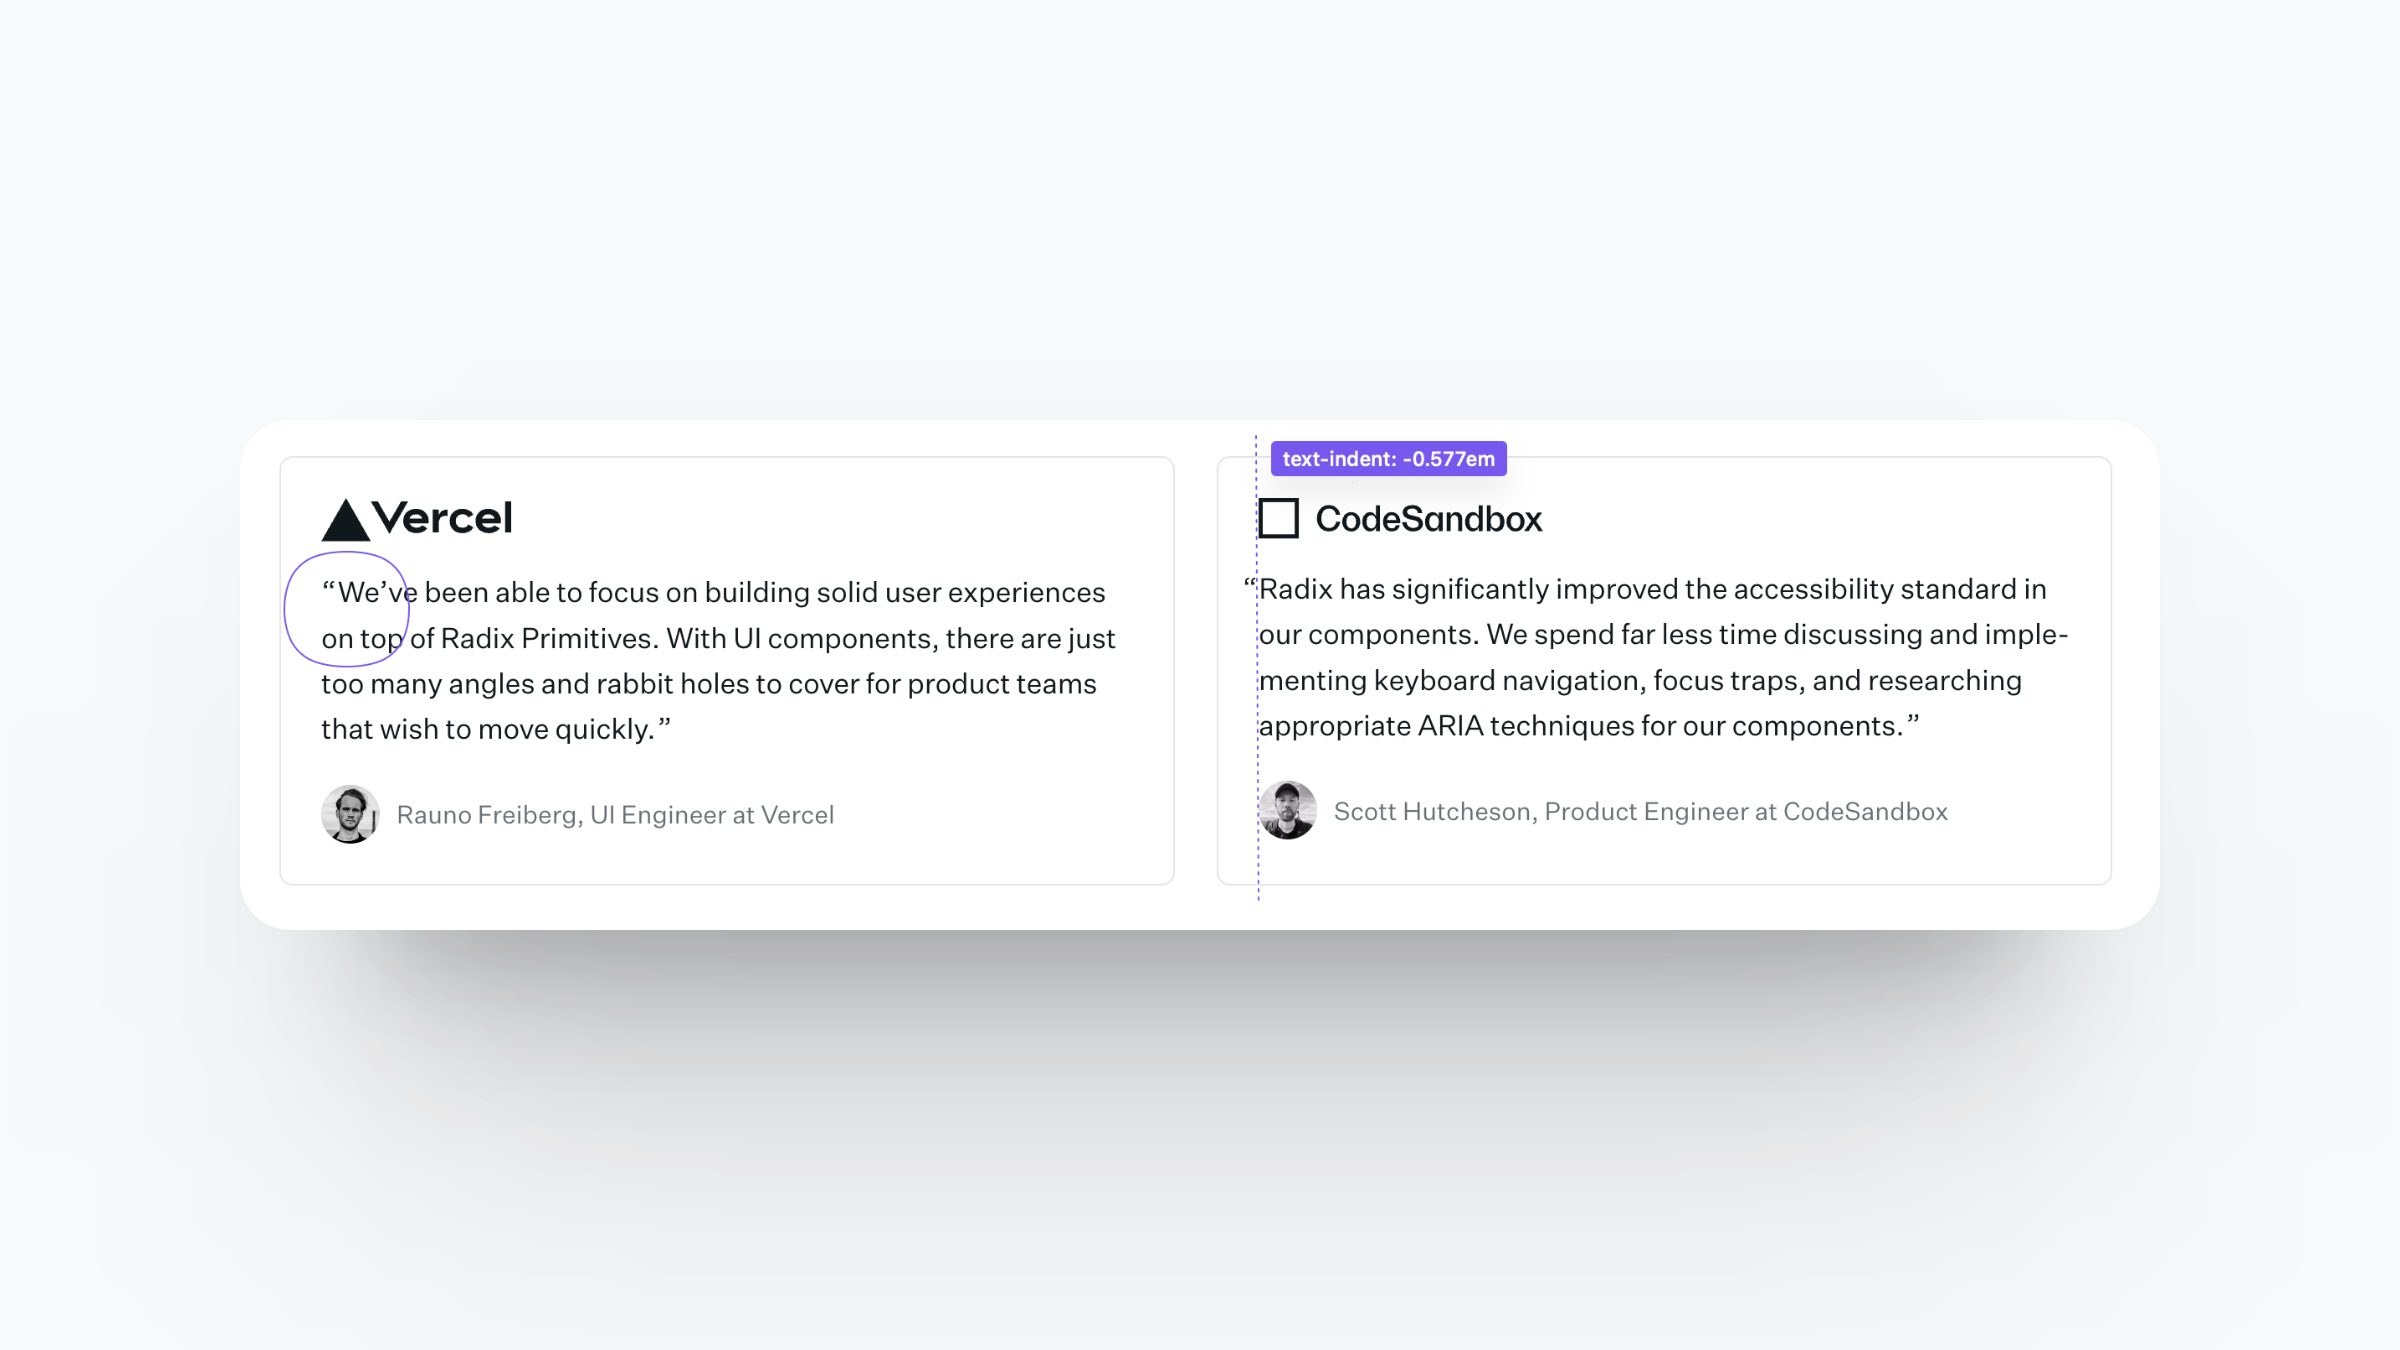 Vercel
“We’ve been able to focus on building solid user experiences
on top of Radix Primitives. With UI components, there are just
too many angles and rabbit holes to cover for product teams
that wish to move quickly.”
Rauno Freiberg, UI Engineer at Vercel
text-indent: -0.577em
CodeSandbox
“Radix has significantly improved the accessibility standard in
our components. We spend far less time discussing and imple-
menting keyboard navigation, focus traps, and researching
appropriate ARIA techniques for our components.”
Scott Hutcheson, Product Engineer at CodeSandbox